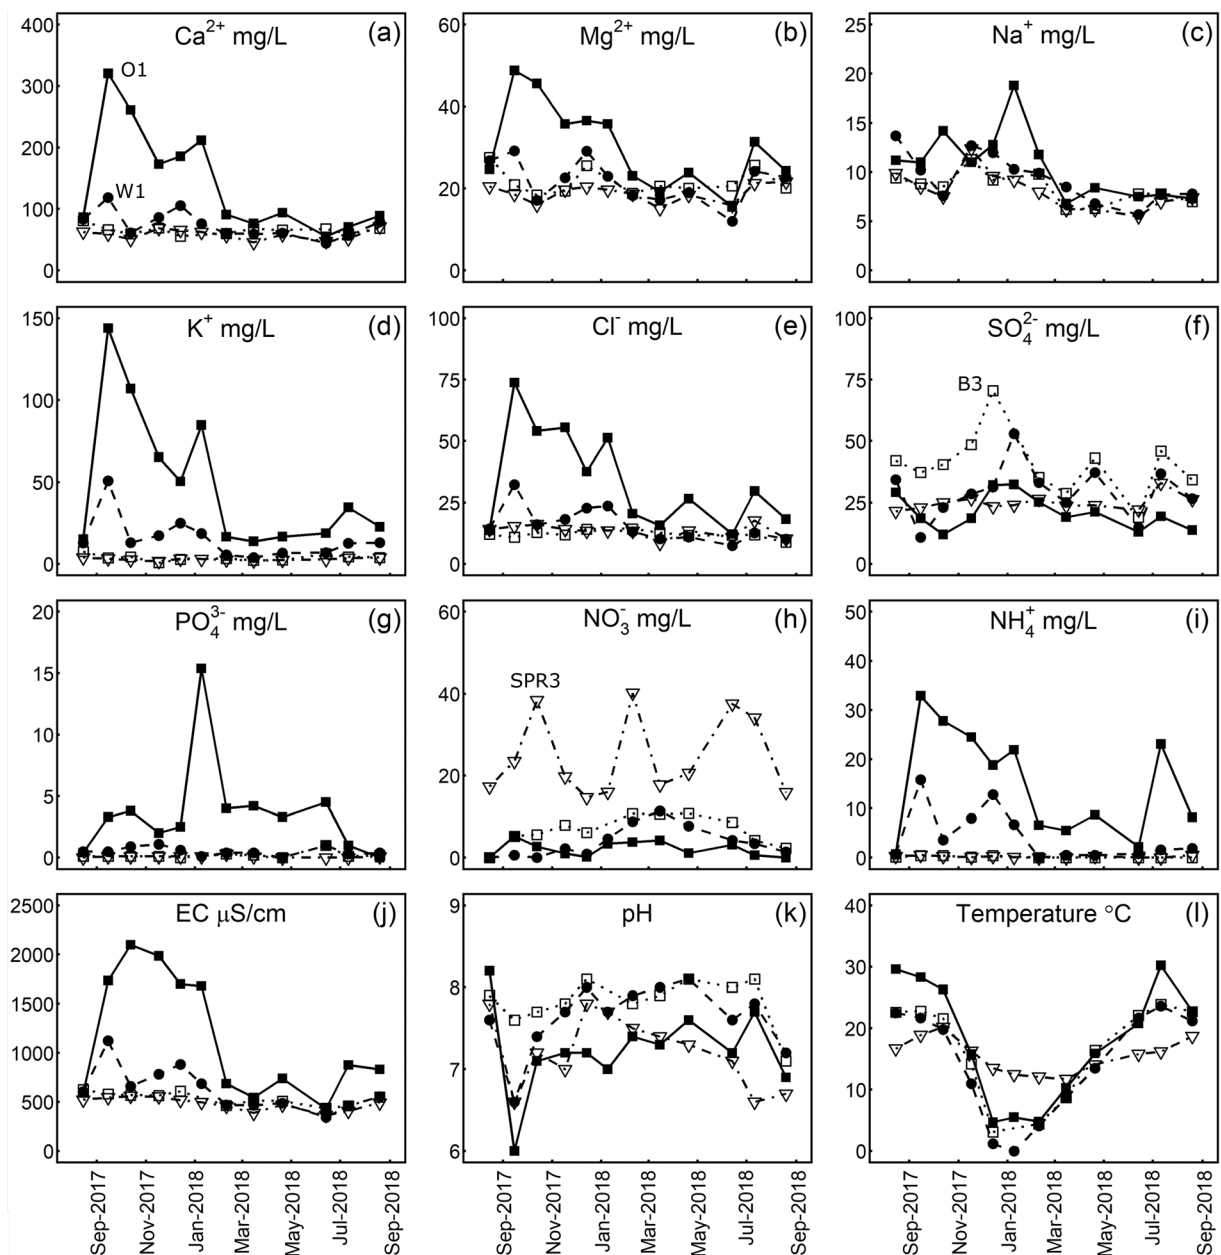 400
300
200
100
0
Ca2+ mg/L
(a)
O1
W1
60
40
20
0
Mg2+ mg/L
(b)
25
20
15
10
5
0
Na+ mg/L
(c)
150
100
50
0
K+ mg/L
(d)
100
75
50
25
0
Cl- mg/L
(e)
100
75
50
25
0
SO42- mg/L
(f)
B3
20
15
10
5
0
PO43- mg/L
(g)
60
40
20
0
NO3- mg/L
(h)
SPR3
50
40
30
20
10
0
NH4+ mg/L
(i)
2500
2000
1500
1000
500
0
EC µS/cm
(j)
9
8
7
6
pH
(k)
40
30
20
10
0
Temperature °C
(l)
Sep-2017
Nov-2017
Jan-2018
Mar-2018
May-2018
Jul-2018
Sep-2018
Sep-2017
Nov-2017
Jan-2018
Mar-2018
May-2018
Jul-2018
Sep-2018
Sep-2017
Nov-2017
Jan-2018
Mar-2018
May-2018
Jul-2018
Sep-2018